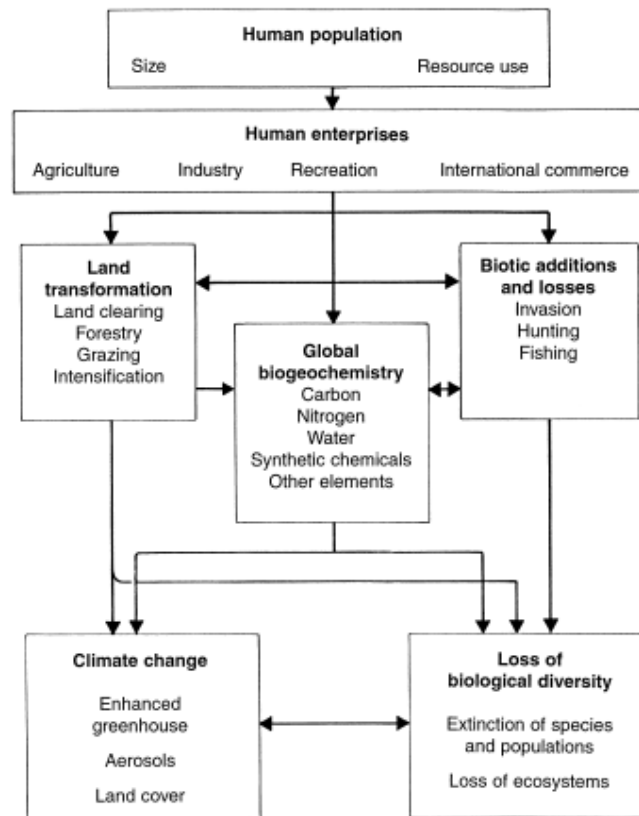 Human population
Size Resource use
Human enterprises
Agriculture Industry Recreation International commerce
Land
transformation
Land clearing
Forestry
Grazing
Intensification
Biotic additions
and losses
Invasion
Hunting
Fishing
Global
biogeochemistry
Carbon
Nitrogen
Water
Synthetic chemicals
Other elements
Climate change
Enhanced
greenhouse
Aerosols
Land cover
Loss of
biological diversity
Extinction of species
and populations
Loss of ecosystems